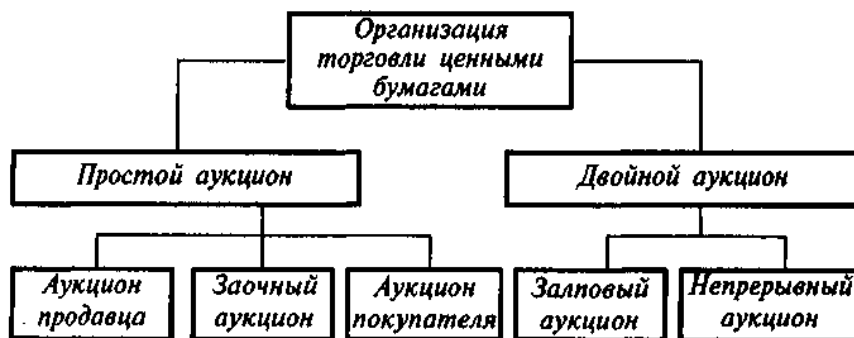 Организация
торговли ценными
бумагами
Простой аукцион
Двойной аукцион
Аукцион
продавца
Заочный
аукцион
Аукцион
покупателя
Залповый
аукцион
Непрерывный
аукцион